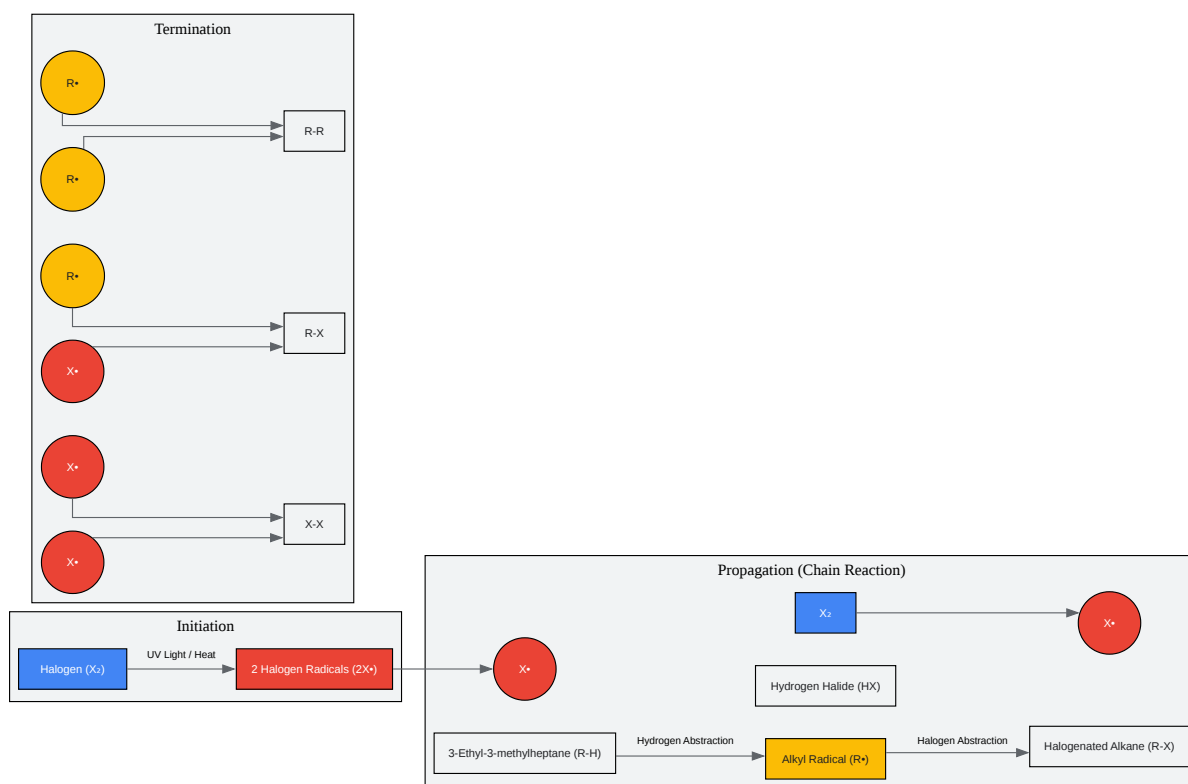 Termination
R•
R-R
R•
R•
R-X
X•
X•
X-X
X•
Initiation
Halogen (X₂)
UV Light / Heat
2 Halogen Radicals (2X•)
Propagation (Chain Reaction)
X₂
X•
X•
Hydrogen Halide (HX)
3-Ethyl-3-methylheptane (R-H)
Hydrogen Abstraction
Alkyl Radical (R•)
Halogen Abstraction
Halogenated Alkane (R-X)